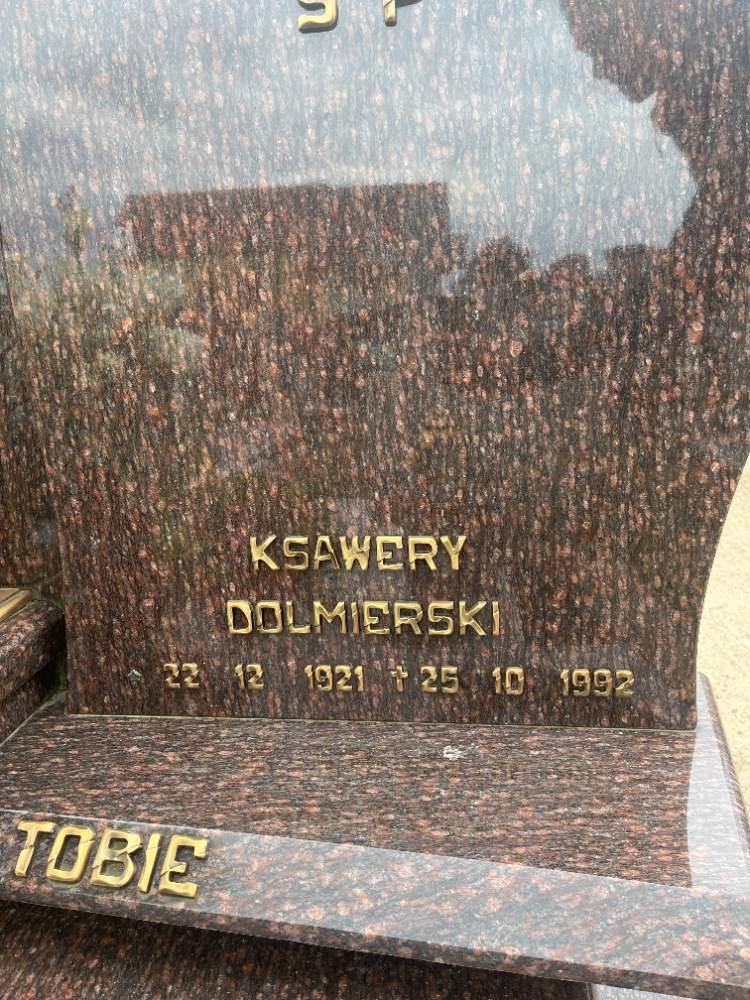 Ś P
KSAWERY
DOLMIERSKI
22 12 1921 † 25 10 1992
TOBIE